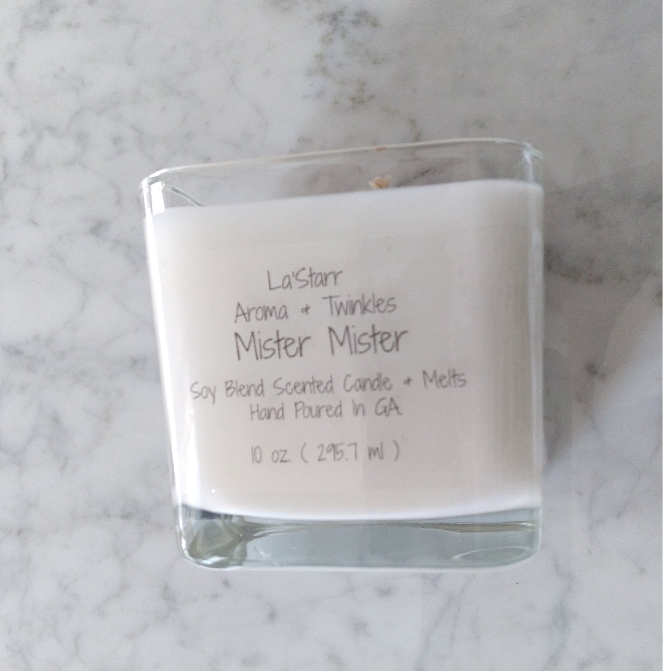 La'Starr
Aroma + Twinkles
Mister Mister
Soy Blend Scented Candle + Melts
Hand Poured In GA
10 oz ( 295.7 ml )